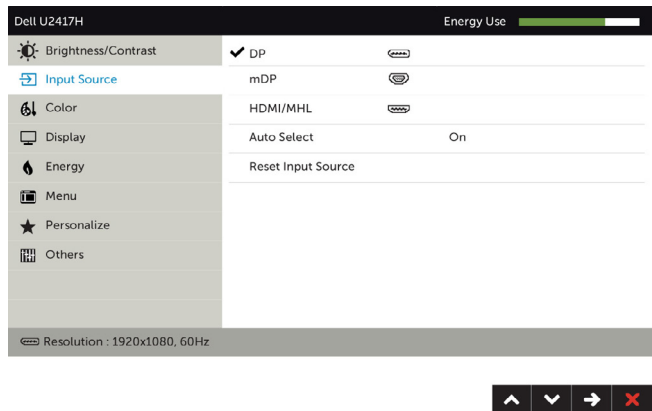 Dell U2417H Energy Use
Brightness/Contrast DP
Input Source mDP
Color HDMI/MHL
Display Auto Select On
Energy Reset Input Source
Menu
Personalize
Others
Resolution : 1920x1080, 60Hz